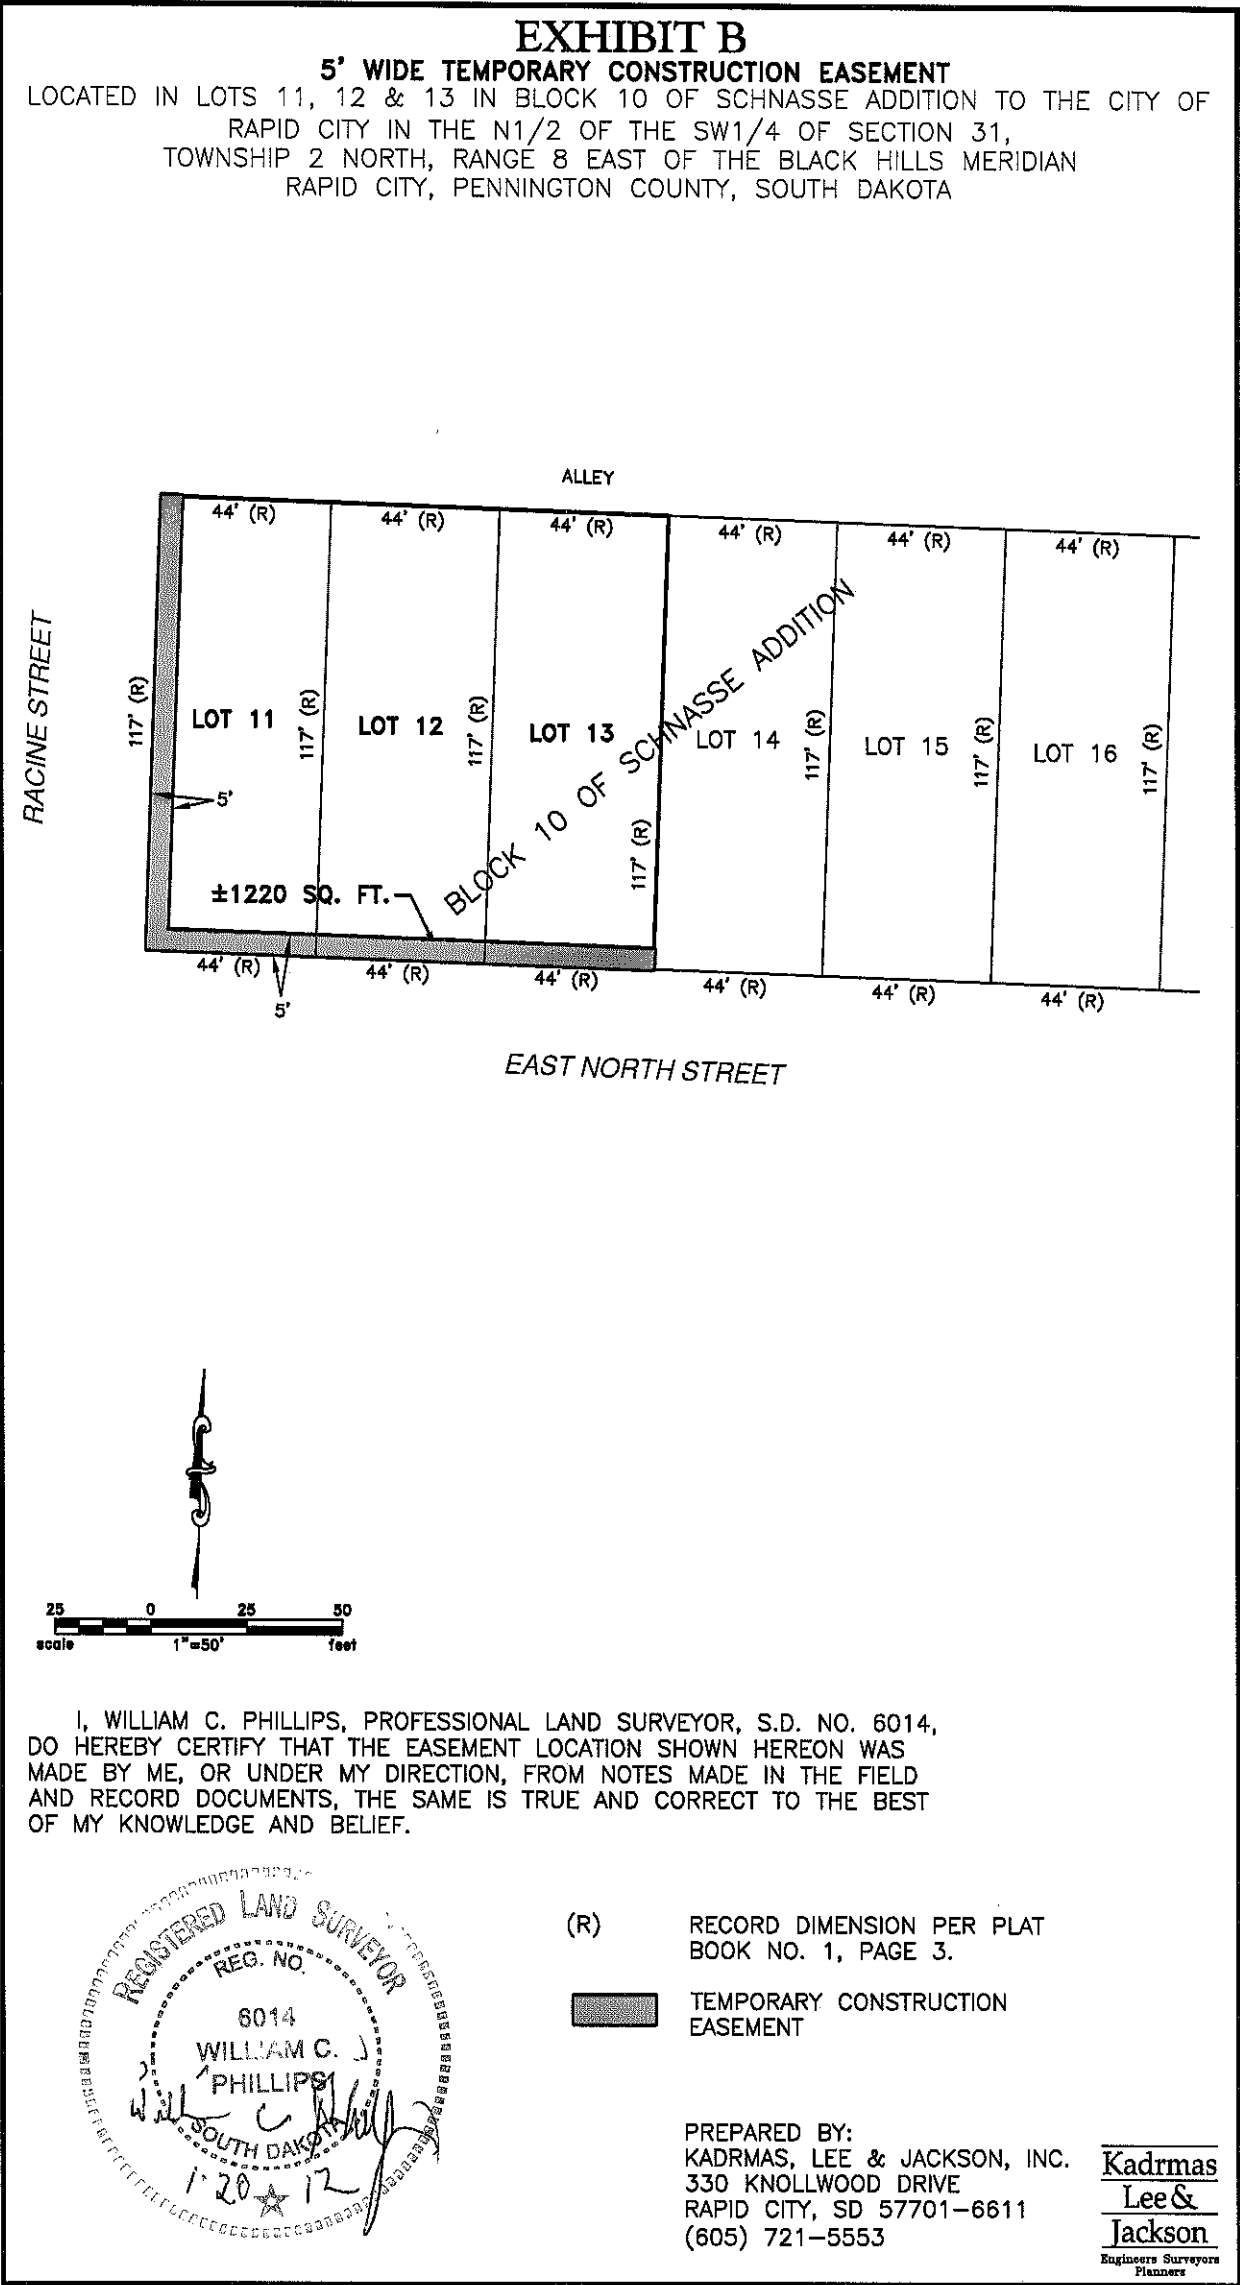 EXHIBIT B
5' WIDE TEMPORARY CONSTRUCTION EASEMENT
LOCATED IN LOTS 11, 12 & 13 IN BLOCK 10 OF SCHNASSE ADDITION TO THE CITY OF
RAPID CITY IN THE N1/2 OF THE SW1/4 OF SECTION 31,
TOWNSHIP 2 NORTH, RANGE 8 EAST OF THE BLACK HILLS MERIDIAN
RAPID CITY, PENNINGTON COUNTY, SOUTH DAKOTA
ALLEY
44' (R) 44' (R) 44' (R) 44' (R) 44' (R) 44' (R)
RACINE STREET
117' (R) 117' (R) 117' (R) 117' (R) 117' (R) 117' (R) 117' (R)
LOT 11 LOT 12 LOT 13 LOT 14 LOT 15 LOT 16
BLOCK 10 OF SCHNASSE ADDITION
5'
±1220 SQ. FT.
44' (R) 44' (R) 44' (R) 44' (R) 44' (R) 44' (R)
5'
EAST NORTH STREET
25 0 25 50
scale 1"=50' feet
I, WILLIAM C. PHILLIPS, PROFESSIONAL LAND SURVEYOR, S.D. NO. 6014,
DO HEREBY CERTIFY THAT THE EASEMENT LOCATION SHOWN HEREON WAS
MADE BY ME, OR UNDER MY DIRECTION, FROM NOTES MADE IN THE FIELD
AND RECORD DOCUMENTS, THE SAME IS TRUE AND CORRECT TO THE BEST
OF MY KNOWLEDGE AND BELIEF.
REGISTERED LAND SURVEYOR
REG. NO.
6014
WILLIAM C.
PHILLIPS
SOUTH DAKOTA
1-20 12
(R) RECORD DIMENSION PER PLAT
BOOK NO. 1, PAGE 3.
TEMPORARY CONSTRUCTION
EASEMENT
PREPARED BY:
KADRMAS, LEE & JACKSON, INC.
330 KNOLLWOOD DRIVE
RAPID CITY, SD 57701-6611
(605) 721-5553
Kadrmas
Lee &
Jackson
Engineers Surveyors
Planners